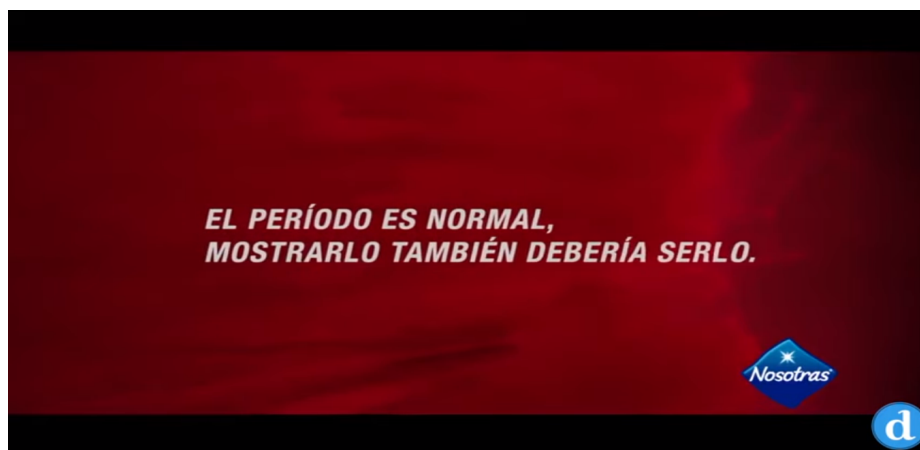 EL PERÍODO ES NORMAL,
MOSTRARLO TAMBIÉN DEBERÍA SERLO.
Nosotras
d